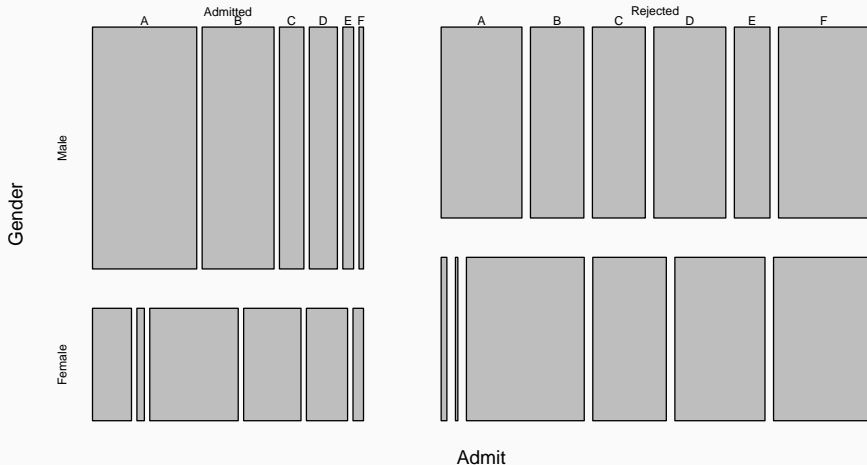 Admitted
Rejected
A B C D E F
A B C D E F
Male
Gender
Female
Admit